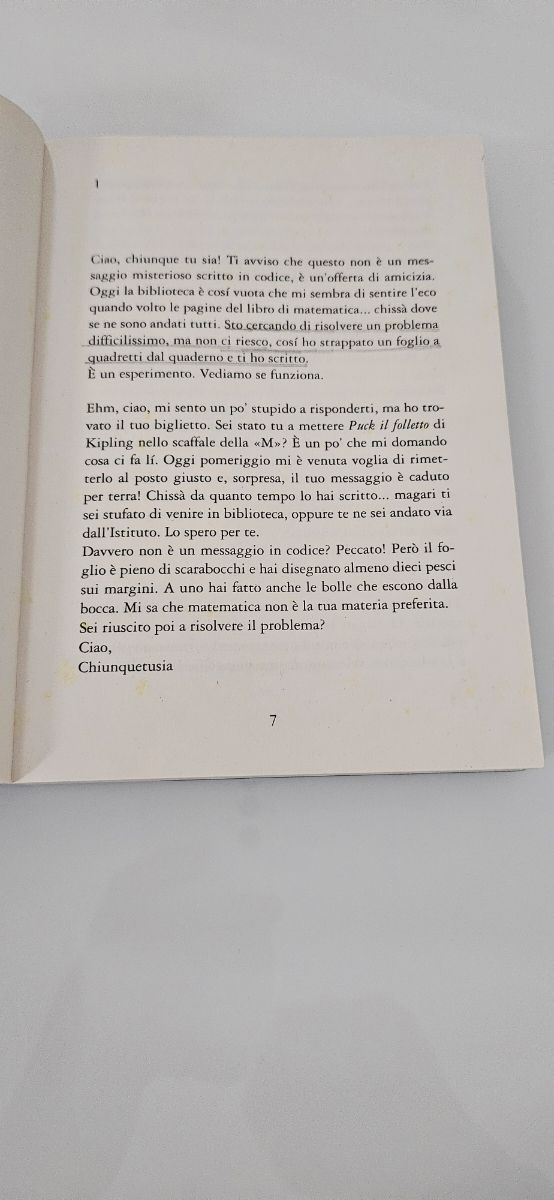 1
Ciao, chiunque tu sia! Ti avviso che questo non è un mes-
saggio misterioso scritto in codice, è un'offerta di amicizia.
Oggi la biblioteca è cosí vuota che mi sembra di sentire l'eco
quando volto le pagine del libro di matematica... chissà dove
se ne sono andati tutti. Sto cercando di risolvere un problema
difficilissimo, ma non ci riesco, cosí ho strappato un foglio a
quadretti dal quaderno e ti ho scritto.
È un esperimento. Vediamo se funziona.
Ehm, ciao, mi sento un po' stupido a risponderti, ma ho tro-
vato il tuo biglietto. Sei stato tu a mettere Puck il folletto di
Kipling nello scaffale della «M»? È un po' che mi domando
cosa ci fa lí. Oggi pomeriggio mi è venuta voglia di rimet-
terlo al posto giusto e, sorpresa, il tuo messaggio è caduto
per terra! Chissà da quanto tempo lo hai scritto... magari ti
sei stufato di venire in biblioteca, oppure te ne sei andato via
dall'Istituto. Lo spero per te.
Davvero non è un messaggio in codice? Peccato! Però il fo-
glio è pieno di scarabocchi e hai disegnato almeno dieci pesci
sui margini. A uno hai fatto anche le bolle che escono dalla
bocca. Mi sa che matematica non è la tua materia preferita.
Sei riuscito poi a risolvere il problema?
Ciao,
Chiunquetusia
7